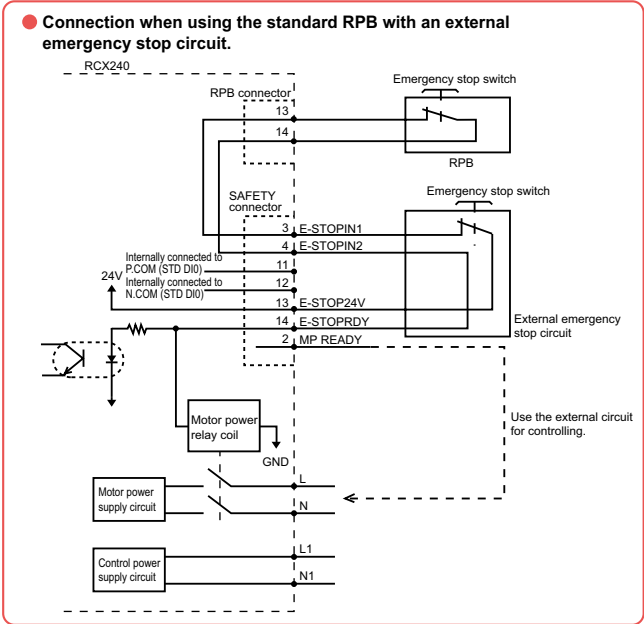 Connection when using the standard RPB with an external
emergency stop circuit.
RCX240
Emergency stop switch
RPB connector
13
14
RPB
Emergency stop switch
SAFETY
connector
3 E-STOPIN1
4 E-STOPIN2
Internally connected to
P.COM (STD DI0)
11
24V
Internally connected to
N.COM (STD DI0)
12
13 E-STOP24V
14 E-STOPRDY
2 MP READY
External emergency
stop circuit
Use the external circuit
for controlling.
Motor power
relay coil
GND
Motor power
supply circuit
L
N
Control power
supply circuit
L1
N1